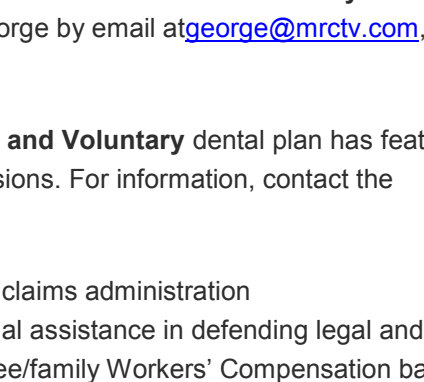 orge by email atgeorge@mrctv.com,
and Voluntary dental plan has feat
sions. For information, contact the
claims administration
al assistance in defending legal and
ee/family Workers' Compensation ba